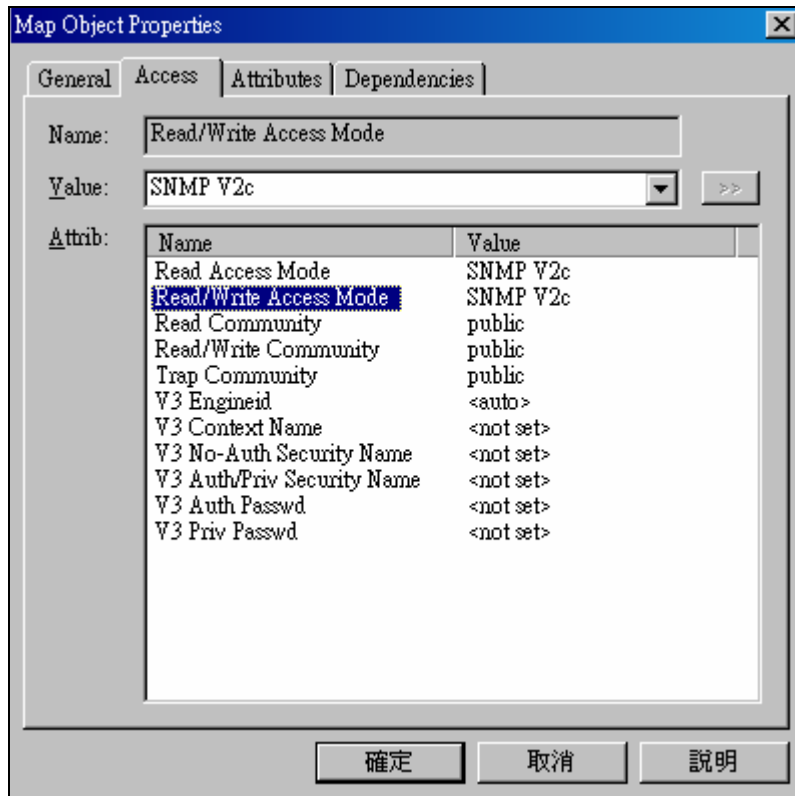 Map Object Properties
General Access Attributes Dependencies
Name: Read/Write Access Mode
Value: SNMP V2c >>
Attrib: Name Value
Read Access Mode SNMP V2c
Read/Write Access Mode SNMP V2c
Read Community public
Read/Write Community public
Trap Community public
V3 Engineid <auto>
V3 Context Name <not set>
V3 No-Auth Security Name <not set>
V3 Auth/Priv Security Name <not set>
V3 Auth Passwd <not set>
V3 Priv Passwd <not set>
確定 取消 說明